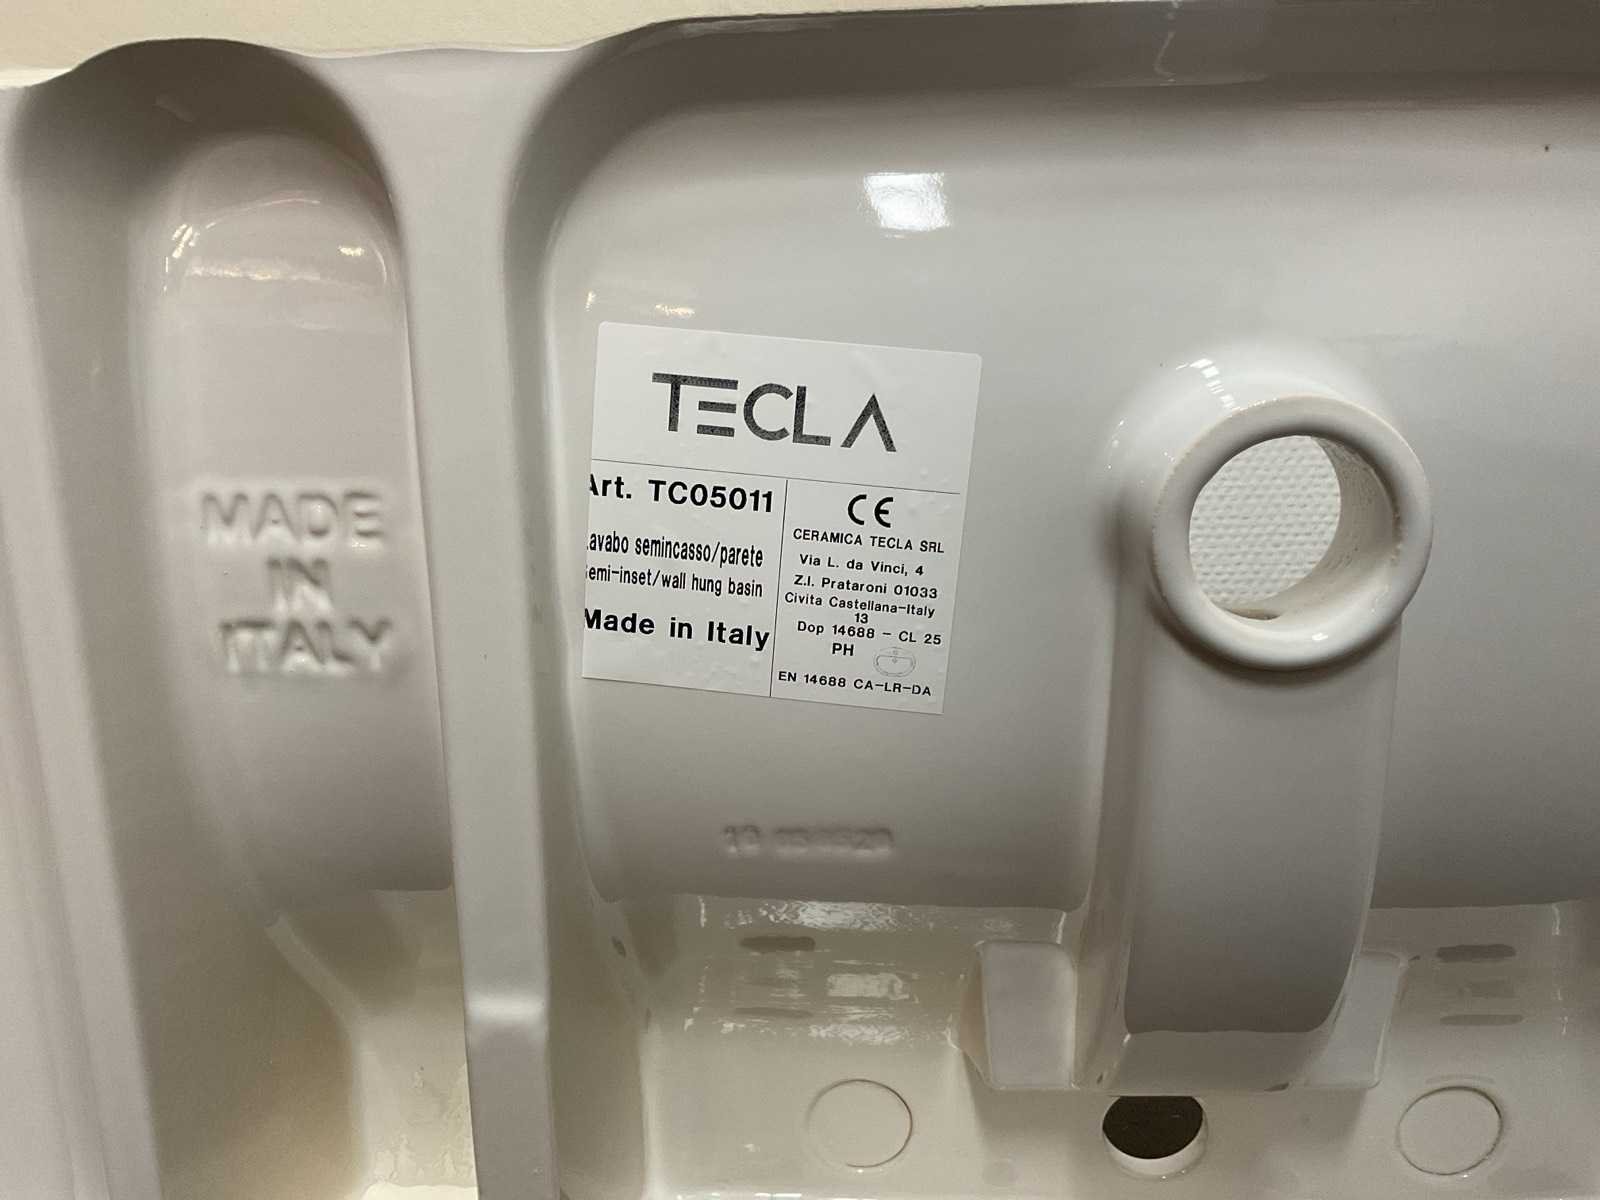 MADE
IN
ITALY
TECLA
Art. TC05011
Lavabo semincasso/parete
Semi-inset/wall hung basin
Made in Italy
CE
CERAMICA TECLA SRL
Via L. da Vinci, 4
Z.I. Prataroni 01033
Civita Castellana-Italy
13
Dop 14688 - CL 25
PH
EN 14688 CA-LR-DA